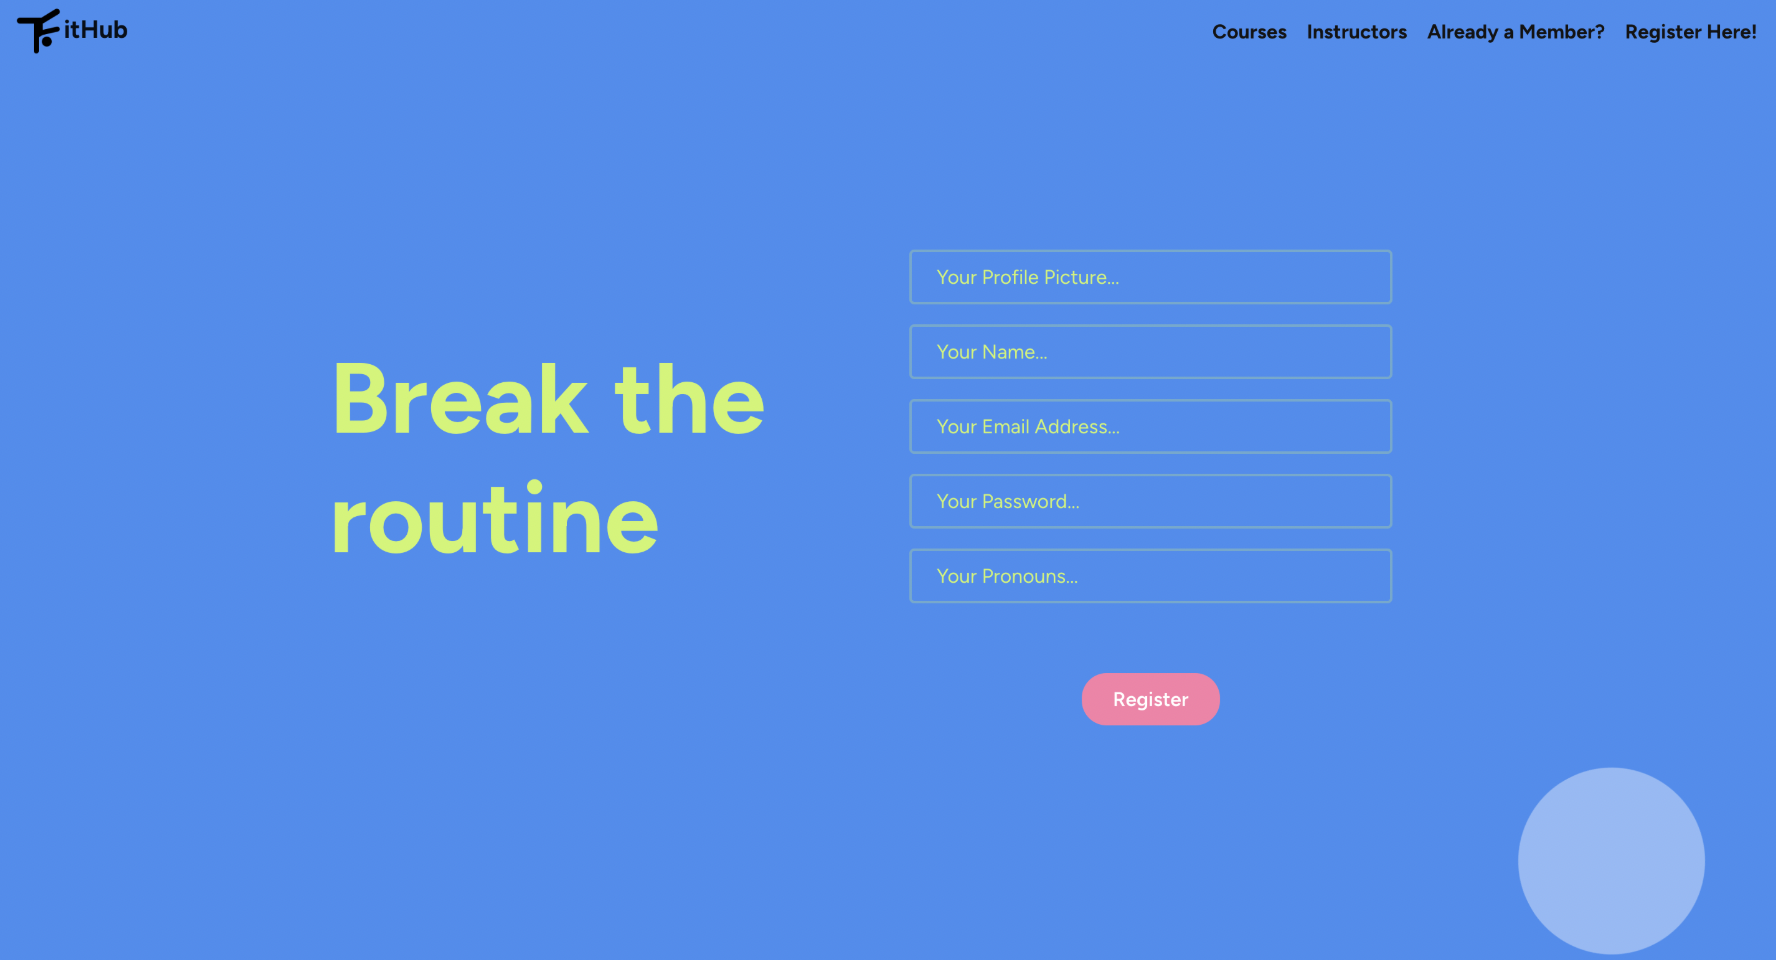 FitHub
Courses Instructors Already a Member? Register Here!
Break the
routine
Your Profile Picture...
Your Name...
Your Email Address...
Your Password...
Your Pronouns...
Register